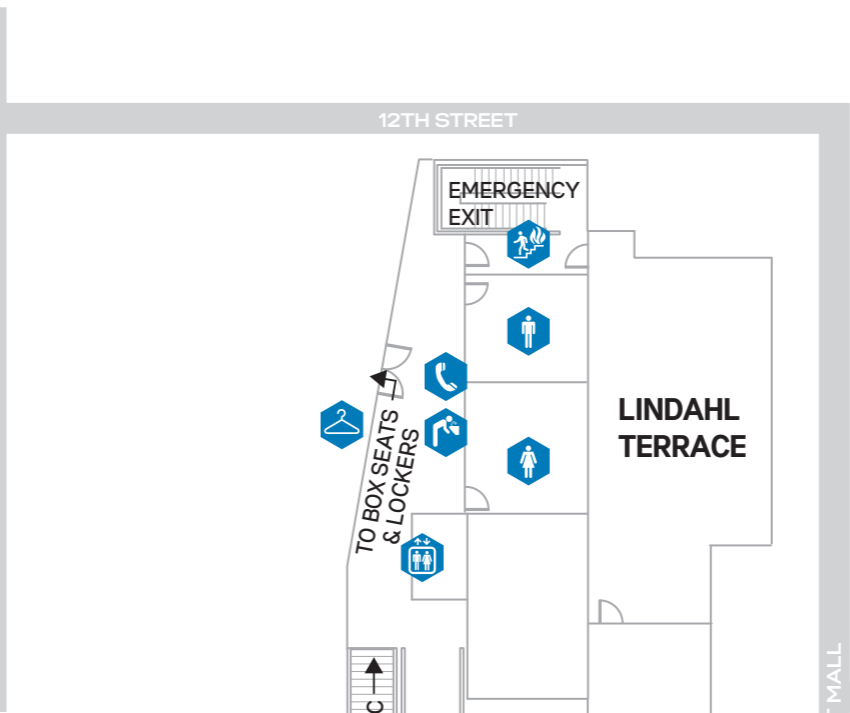 12TH STREET
EMERGENCY
EXIT
LINDAHL
TERRACE
TO BOX SEATS
& LOCKERS
MALL